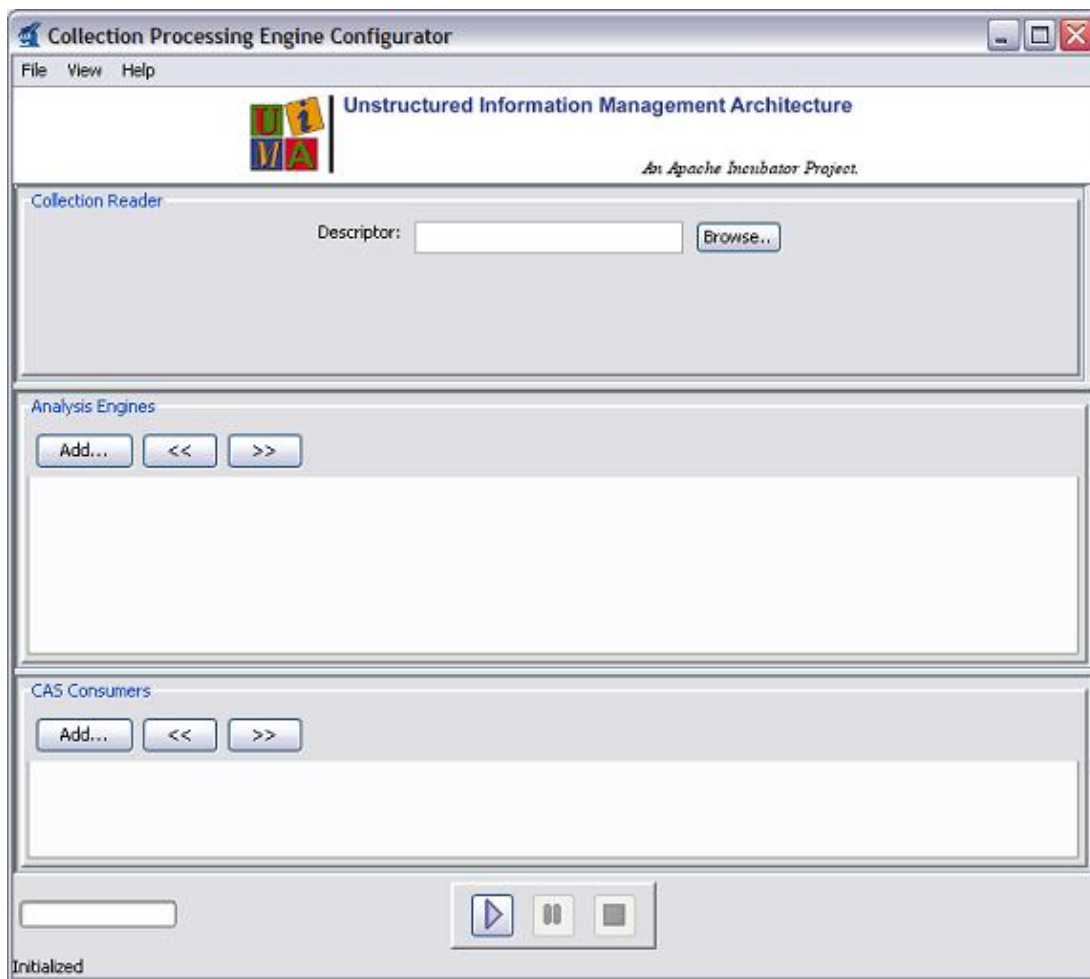 Collection Processing Engine Configurator
File View Help
UiMA
Unstructured Information Management Architecture
An Apache Incubator Project.
Collection Reader
Descriptor: Browse..
Analysis Engines
Add... << >>
CAS Consumers
Add... << >>
Initialized